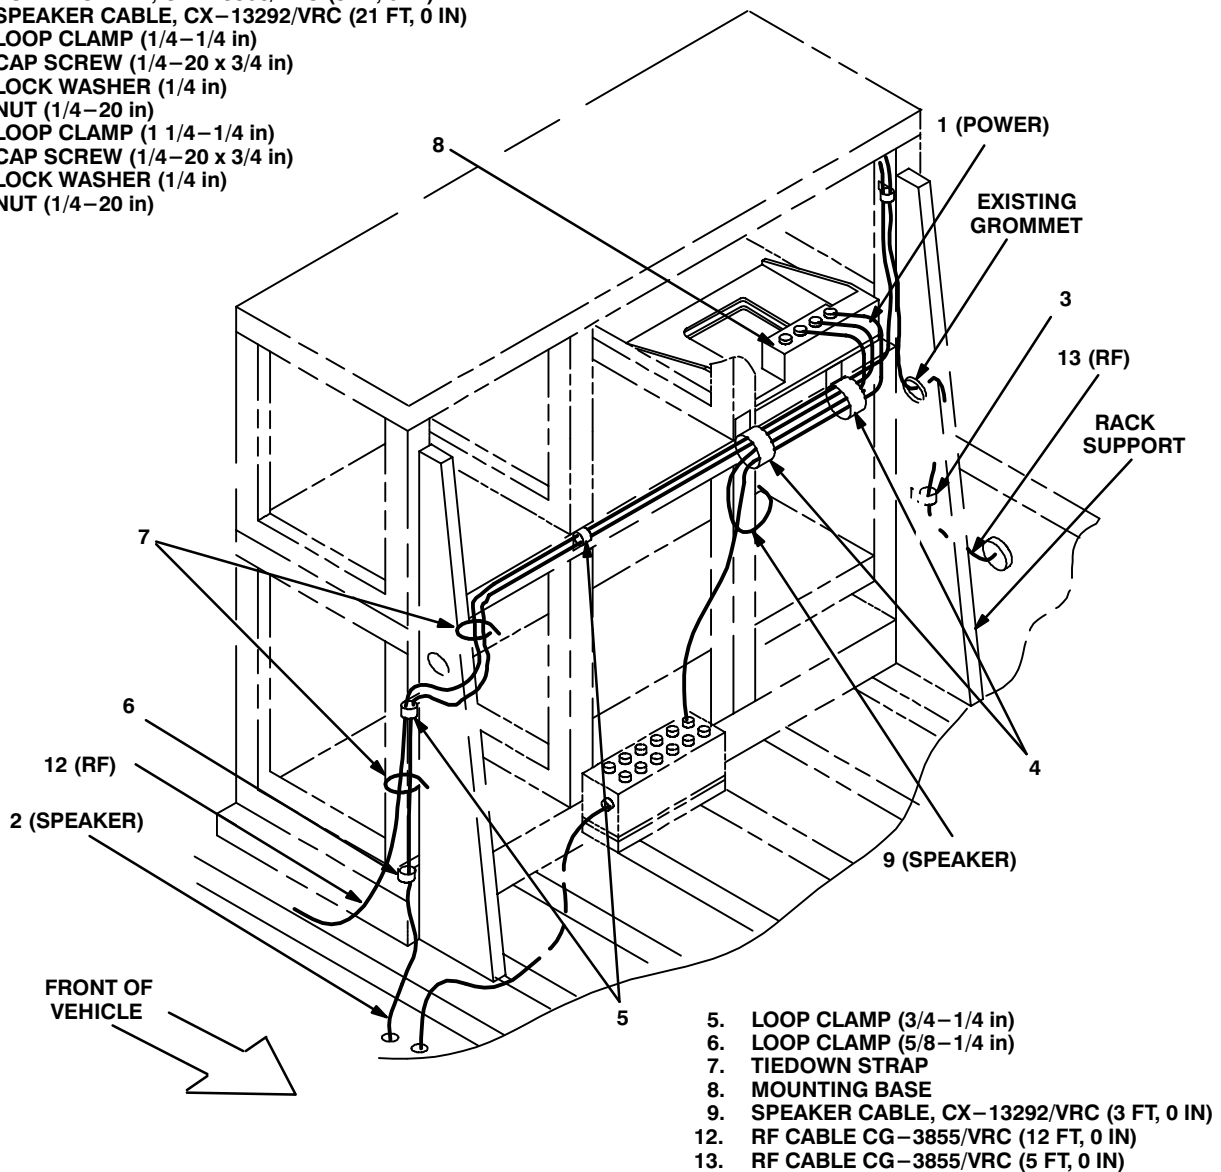 SPEAKER CABLE, CX–13292/VRC (21 FT, 0 IN)
LOOP CLAMP (1/4–1/4 in)
CAP SCREW (1/4–20 x 3/4 in)
LOCK WASHER (1/4 in)
NUT (1/4–20 in)
LOOP CLAMP (1 1/4–1/4 in)
CAP SCREW (1/4–20 x 3/4 in)
LOCK WASHER (1/4 in)
NUT (1/4–20 in)
8
1 (POWER)
EXISTING
GROMMET
3
13 (RF)
RACK
SUPPORT
7
6
12 (RF)
2 (SPEAKER)
4
9 (SPEAKER)
FRONT OF
VEHICLE
5
5. LOOP CLAMP (3/4–1/4 in)
6. LOOP CLAMP (5/8–1/4 in)
7. TIEDOWN STRAP
8. MOUNTING BASE
9. SPEAKER CABLE, CX–13292/VRC (3 FT, 0 IN)
12. RF CABLE CG–3855/VRC (12 FT, 0 IN)
13. RF CABLE CG–3855/VRC (5 FT, 0 IN)